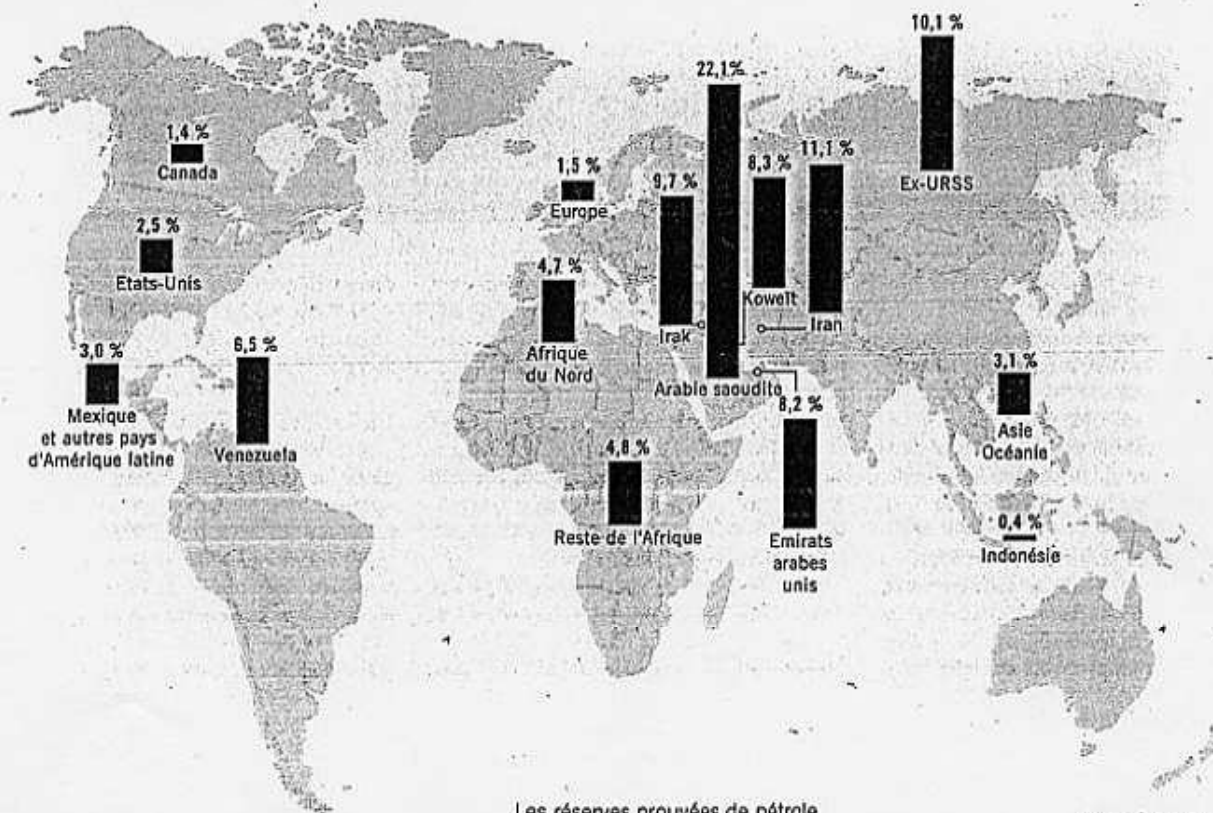 10,1 %
Ex-URSS
22,1%
1,4 %
Canada
1,5 %
Europe
9,7 %
Irak
8,3 %
Koweït
11,1 %
Iran
2,5 %
Etats-Unis
4,7 %
Afrique
du Nord
Arabie saoudite
3,0 %
Mexique
et autres pays
d'Amérique latine
6,5 %
Venezuela
8,2 %
Emirats
arabes
unis
3,1 %
Asie
Océanie
4,8 %
Reste de l'Afrique
0,4 %
Indonésie
Les réserves prouvées de pétrole